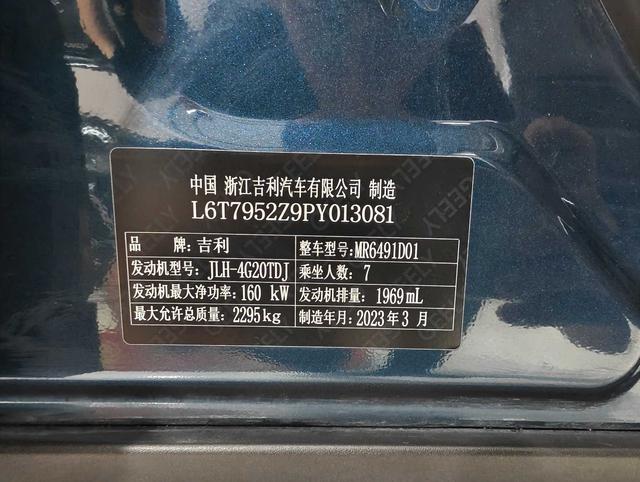 中国 浙江吉利汽车有限公司 制造
L6T7952Z9PY013081
品 牌:吉利 整车型号:MR6491D01
发动机型号: JLH-4G20TDJ 乘坐人数: 7
发动机最大净功率:160 kW 发动机排量: 1969mL
最大允许总质量: 2295kg 制造年月: 2023年3 月